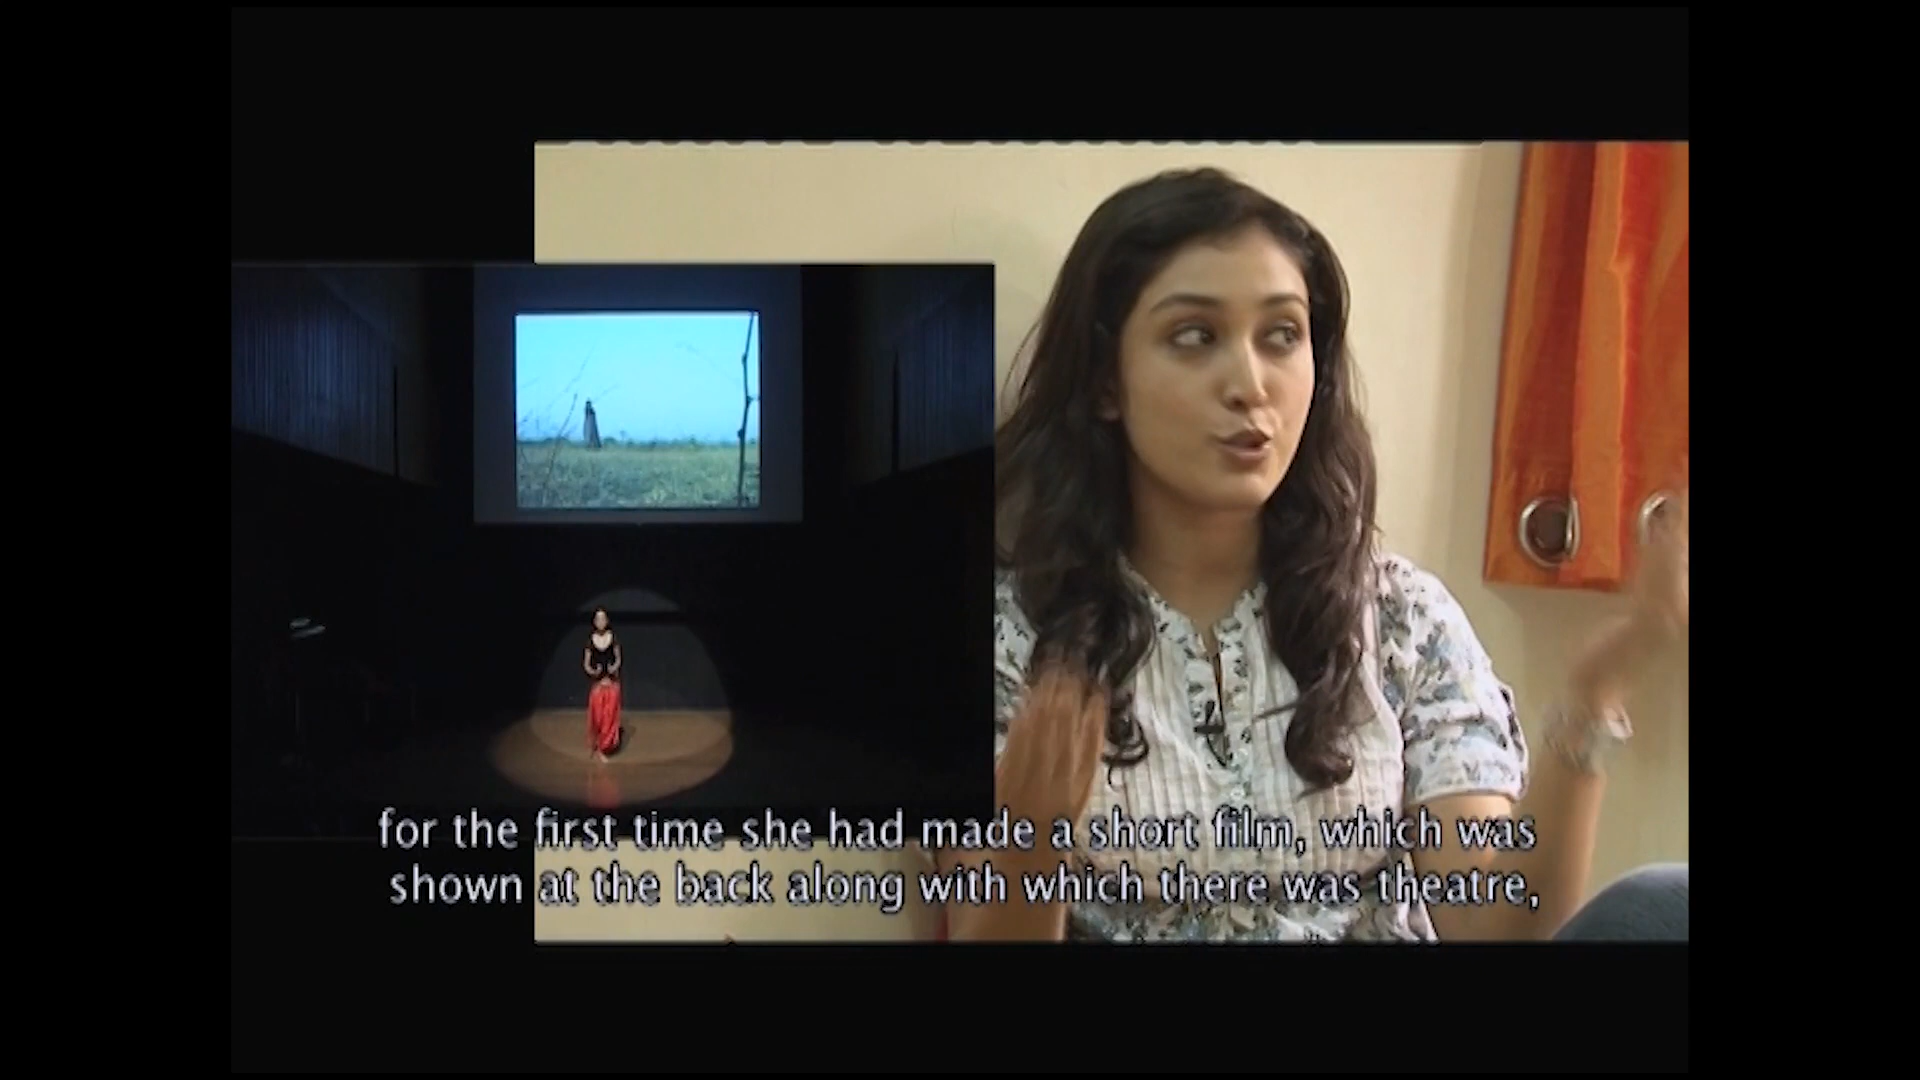 for the first time she had made a short film, which was
shown at the back along with which there was theatre,